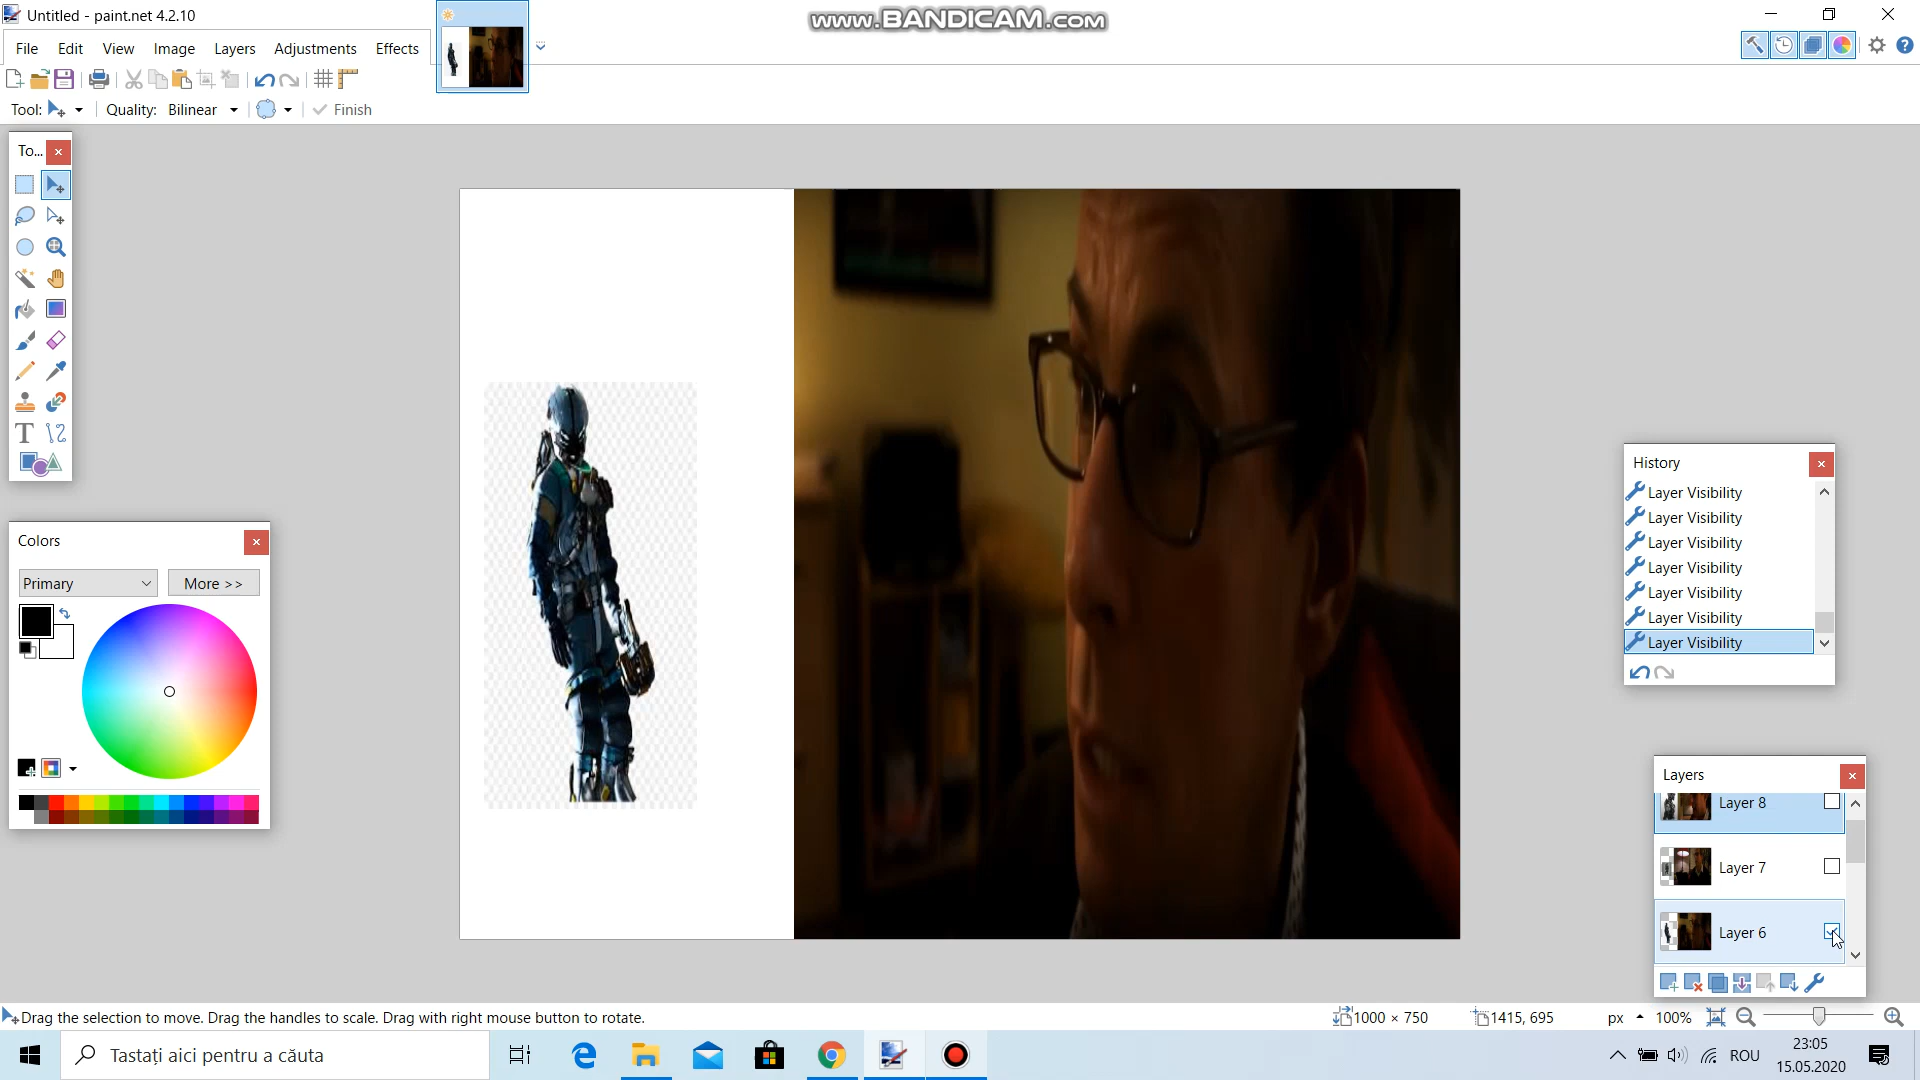 Untitled - paint.net 4.2.10
www.BANDICAM.com
File Edit View Image Layers Adjustments Effects
Tool: Quality: Bilinear Finish
To...
Colors
Primary More >>
History
Layer Visibility
Layer Visibility
Layer Visibility
Layer Visibility
Layer Visibility
Layer Visibility
Layer Visibility
Layers
Layer 8
Layer 7
Layer 6
Drag the selection to move. Drag the handles to scale. Drag with right mouse button to rotate.
1000 × 750 1415, 695 px 100%
Tastați aici pentru a căuta
ROU
23:05
15.05.2020